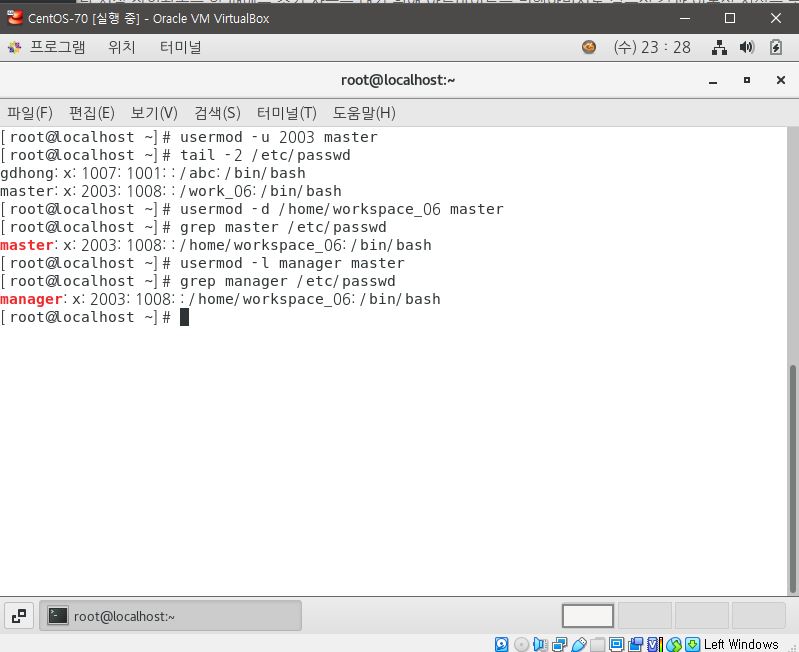 CentOS-70 [실행 중] - Oracle VM VirtualBox
프로그램 위치 터미널 (수) 23 : 28
root@localhost:~
파일(F) 편집(E) 보기(V) 검색(S) 터미널(T) 도움말(H)
[root@localhost ~]# usermod -u 2003 master
[root@localhost ~]# tail -2 /etc/passwd
gdhong:x:1007:1001::/abc:/bin/bash
master:x:2003:1008::/work_06:/bin/bash
[root@localhost ~]# usermod -d /home/workspace_06 master
[root@localhost ~]# grep master /etc/passwd
master:x:2003:1008::/home/workspace_06:/bin/bash
[root@localhost ~]# usermod -l manager master
[root@localhost ~]# grep manager /etc/passwd
manager:x:2003:1008::/home/workspace_06:/bin/bash
[root@localhost ~]#
root@localhost:~
Left Windows